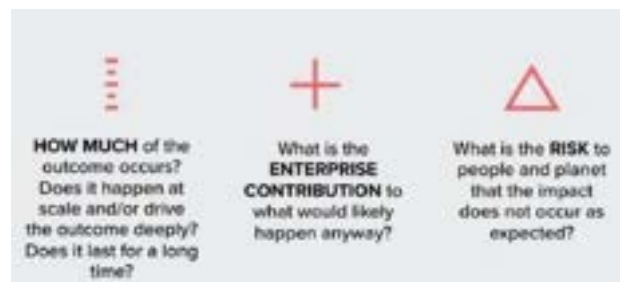 HOW MUCH of the
outcome occurs?
Does it happen at
scale and/or drive
the outcome deeply?
Does it last for a long
time?
What is the
ENTERPRISE
CONTRIBUTION to
what would likely
happen anyway?
What is the RISK to
people and planet
that the impact
does not occur as
expected?